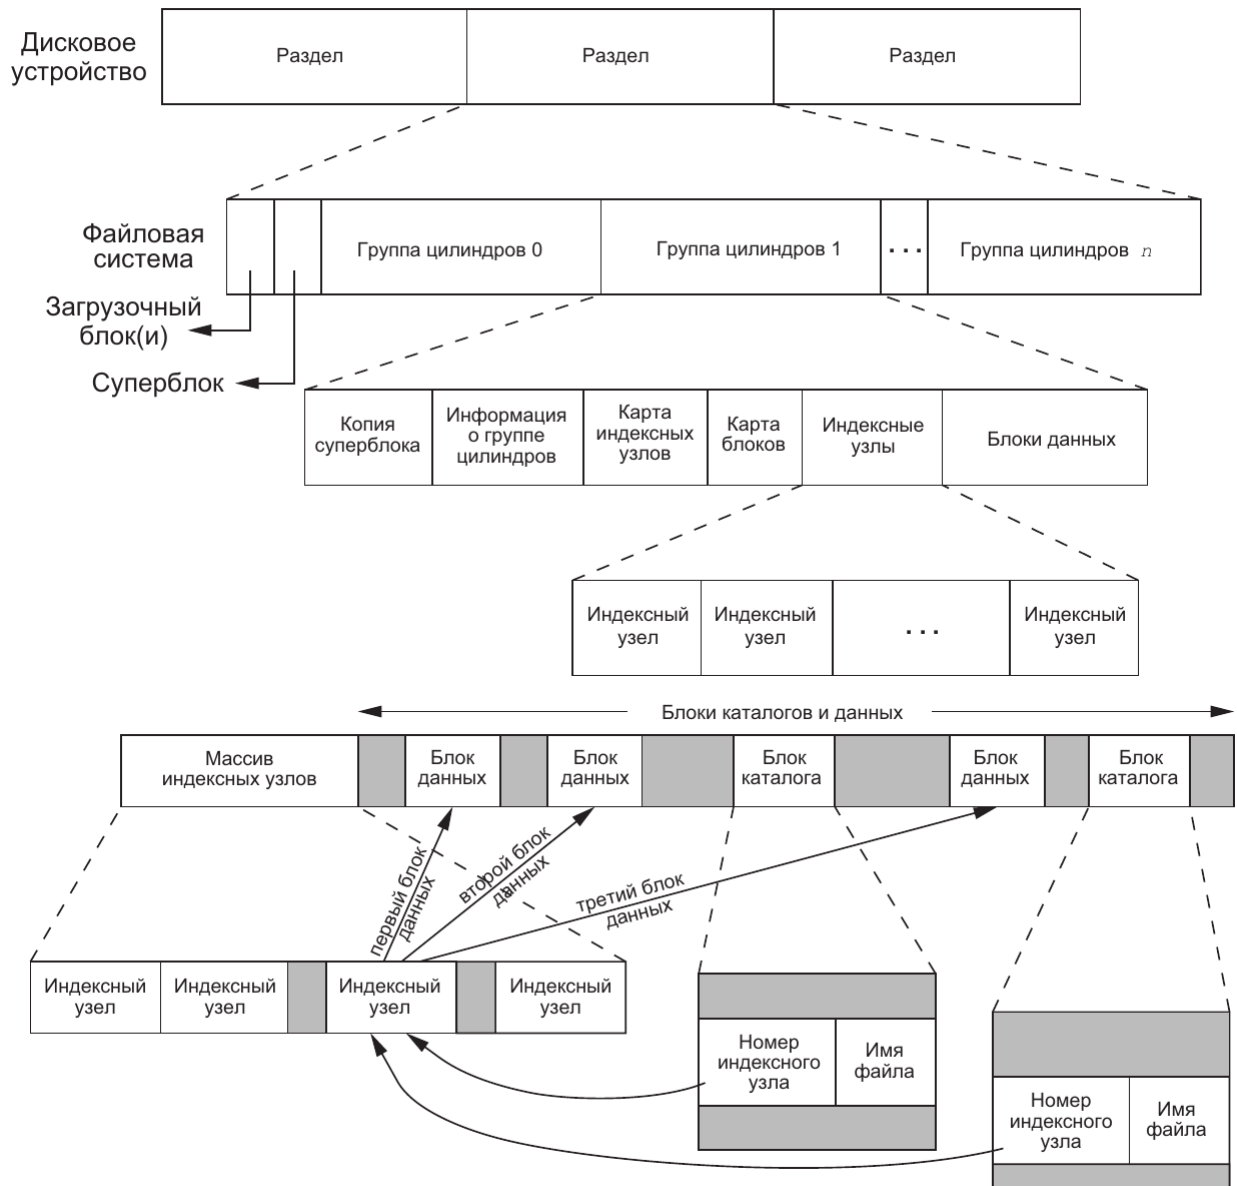 Дисковое
устройство
Раздел
Раздел
Раздел
Файловая
система
Группа цилиндров 0
Группа цилиндров 1
...
Группа цилиндров n
Загрузочный
блок(и)
Суперблок
Копия
суперблока
Информация
о группе
цилиндров
Карта
индексных
узлов
Карта
блоков
Индексные
узлы
Блоки данных
Индексный
узел
Индексный
узел
...
Индексный
узел
Блоки каталогов и данных
Массив
индексных узлов
Блок
данных
Блок
данных
Блок
каталога
Блок
данных
Блок
каталога
первый блок
данных
второй блок
данных
третий блок
данных
Индексный
узел
Индексный
узел
Индексный
узел
Индексный
узел
Номер
индексного
узла
Имя
файла
Номер
индексного
узла
Имя
файла